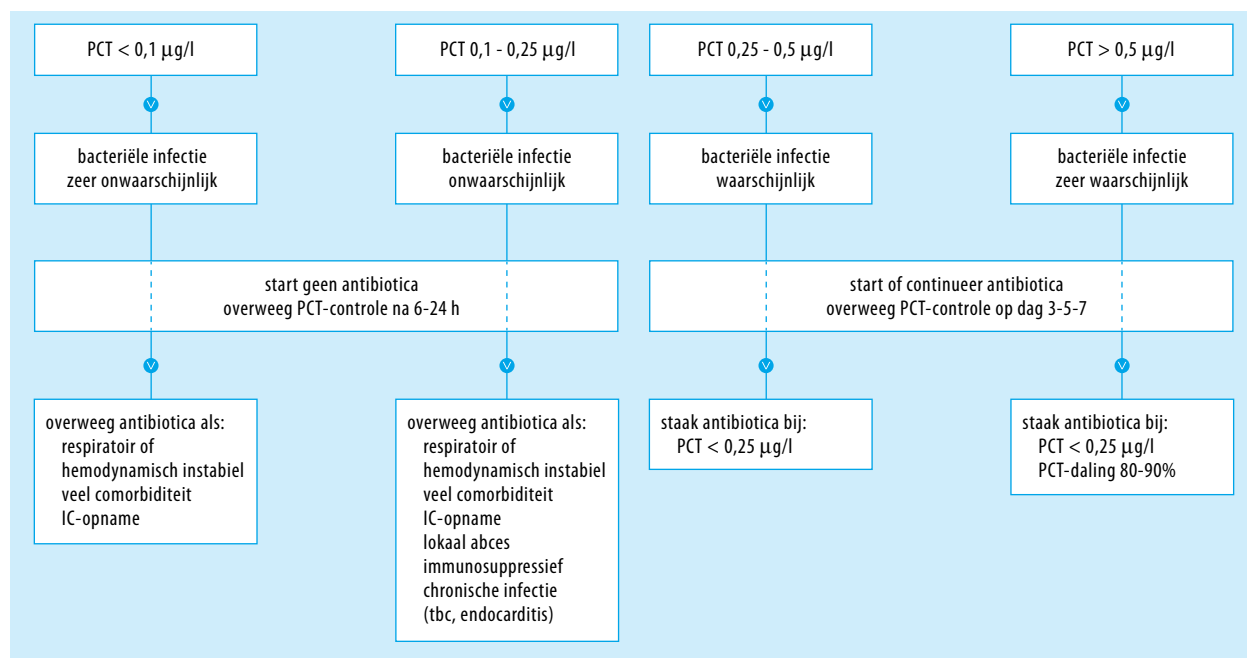 PCT < 0,1 µg/l
PCT 0,1 - 0,25 µg/l
PCT 0,25 - 0,5 µg/l
PCT > 0,5 µg/l
bacteriële infectie
zeer onwaarschijnlijk
bacteriële infectie
onwaarschijnlijk
bacteriële infectie
waarschijnlijk
bacteriële infectie
zeer waarschijnlijk
start geen antibiotica
overweeg PCT-controle na 6-24 h
start of continueer antibiotica
overweeg PCT-controle op dag 3-5-7
overweeg antibiotica als:
respiratoir of
hemodynamisch instabiel
veel comorbiditeit
IC-opname
overweeg antibiotica als:
respiratoir of
hemodynamisch instabiel
veel comorbiditeit
IC-opname
lokaal abces
immunosuppressief
chronische infectie
(tbc, endocarditis)
staak antibiotica bij:
PCT < 0,25 µg/l
staak antibiotica bij:
PCT < 0,25 µg/l
PCT-daling 80-90%